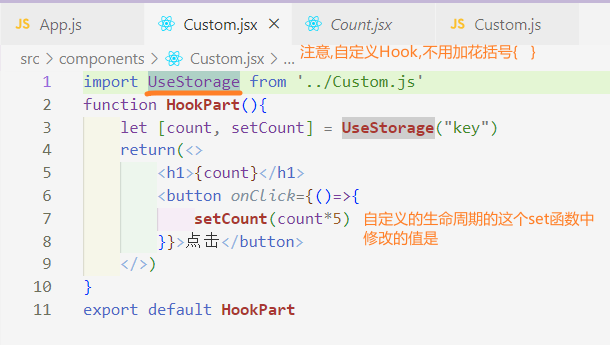 JS App.js Custom.jsx × Count.jsx JS Custom.js
src > components > Custom.jsx > ...
注意,自定义Hook,不用加花括号{ }
1 import UseStorage from '../Custom.js'
2 function HookPart(){
3 let [count, setCount] = UseStorage("key")
4 return(<>
5 <h1>{count}</h1>
6 <button onClick={()=>{
7 setCount(count*5) 自定义的生命周期的这个set函数中
修改的值是
8 }}>点击</button>
9 </>)
10 }
11 export default HookPart